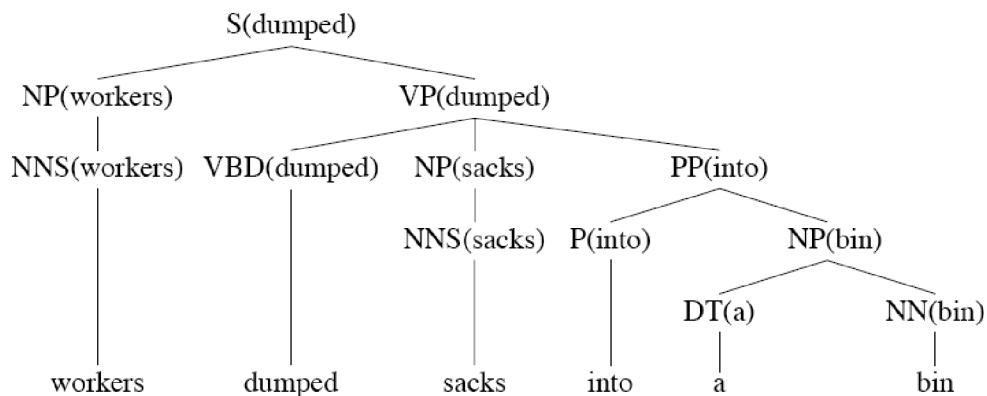 S(dumped)
NP(workers) VP(dumped)
NNS(workers) VBD(dumped) NP(sacks) PP(into)
NNS(sacks) P(into) NP(bin)
DT(a) NN(bin)
workers dumped sacks into a bin